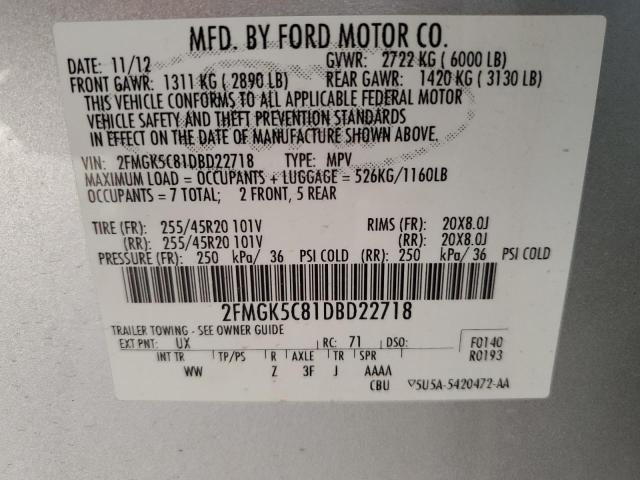 MFD. BY FORD MOTOR CO.
DATE: 11/12 GVWR: 2722 KG ( 6000 LB)
FRONT GAWR: 1311 KG ( 2890 LB) REAR GAWR: 1420 KG ( 3130 LB)
THIS VEHICLE CONFORMS TO ALL APPLICABLE FEDERAL MOTOR
VEHICLE SAFETY AND THEFT PREVENTION STANDARDS
IN EFFECT ON THE DATE OF MANUFACTURE SHOWN ABOVE.
VIN: 2FMGK5C81DBD22718 TYPE: MPV
MAXIMUM LOAD = OCCUPANTS + LUGGAGE = 526KG/1160LB
OCCUPANTS = 7 TOTAL; 2 FRONT, 5 REAR
TIRE (FR): 255/45R20 101V RIMS (FR): 20X8.0J
(RR): 255/45R20 101V (RR): 20X8.0J
PRESSURE (FR): 250 kPa/ 36 PSI COLD (RR): 250 kPa/ 36 PSI COLD
2FMGK5C81DBD22718
TRAILER TOWING - SEE OWNER GUIDE
EXT PNT: UX RC: 71 DSO: F0140
INT TR TP/PS R AXLE TR SPR R0193
WW Z 3F J AAAA
CBU 5U5A-5420472-AA